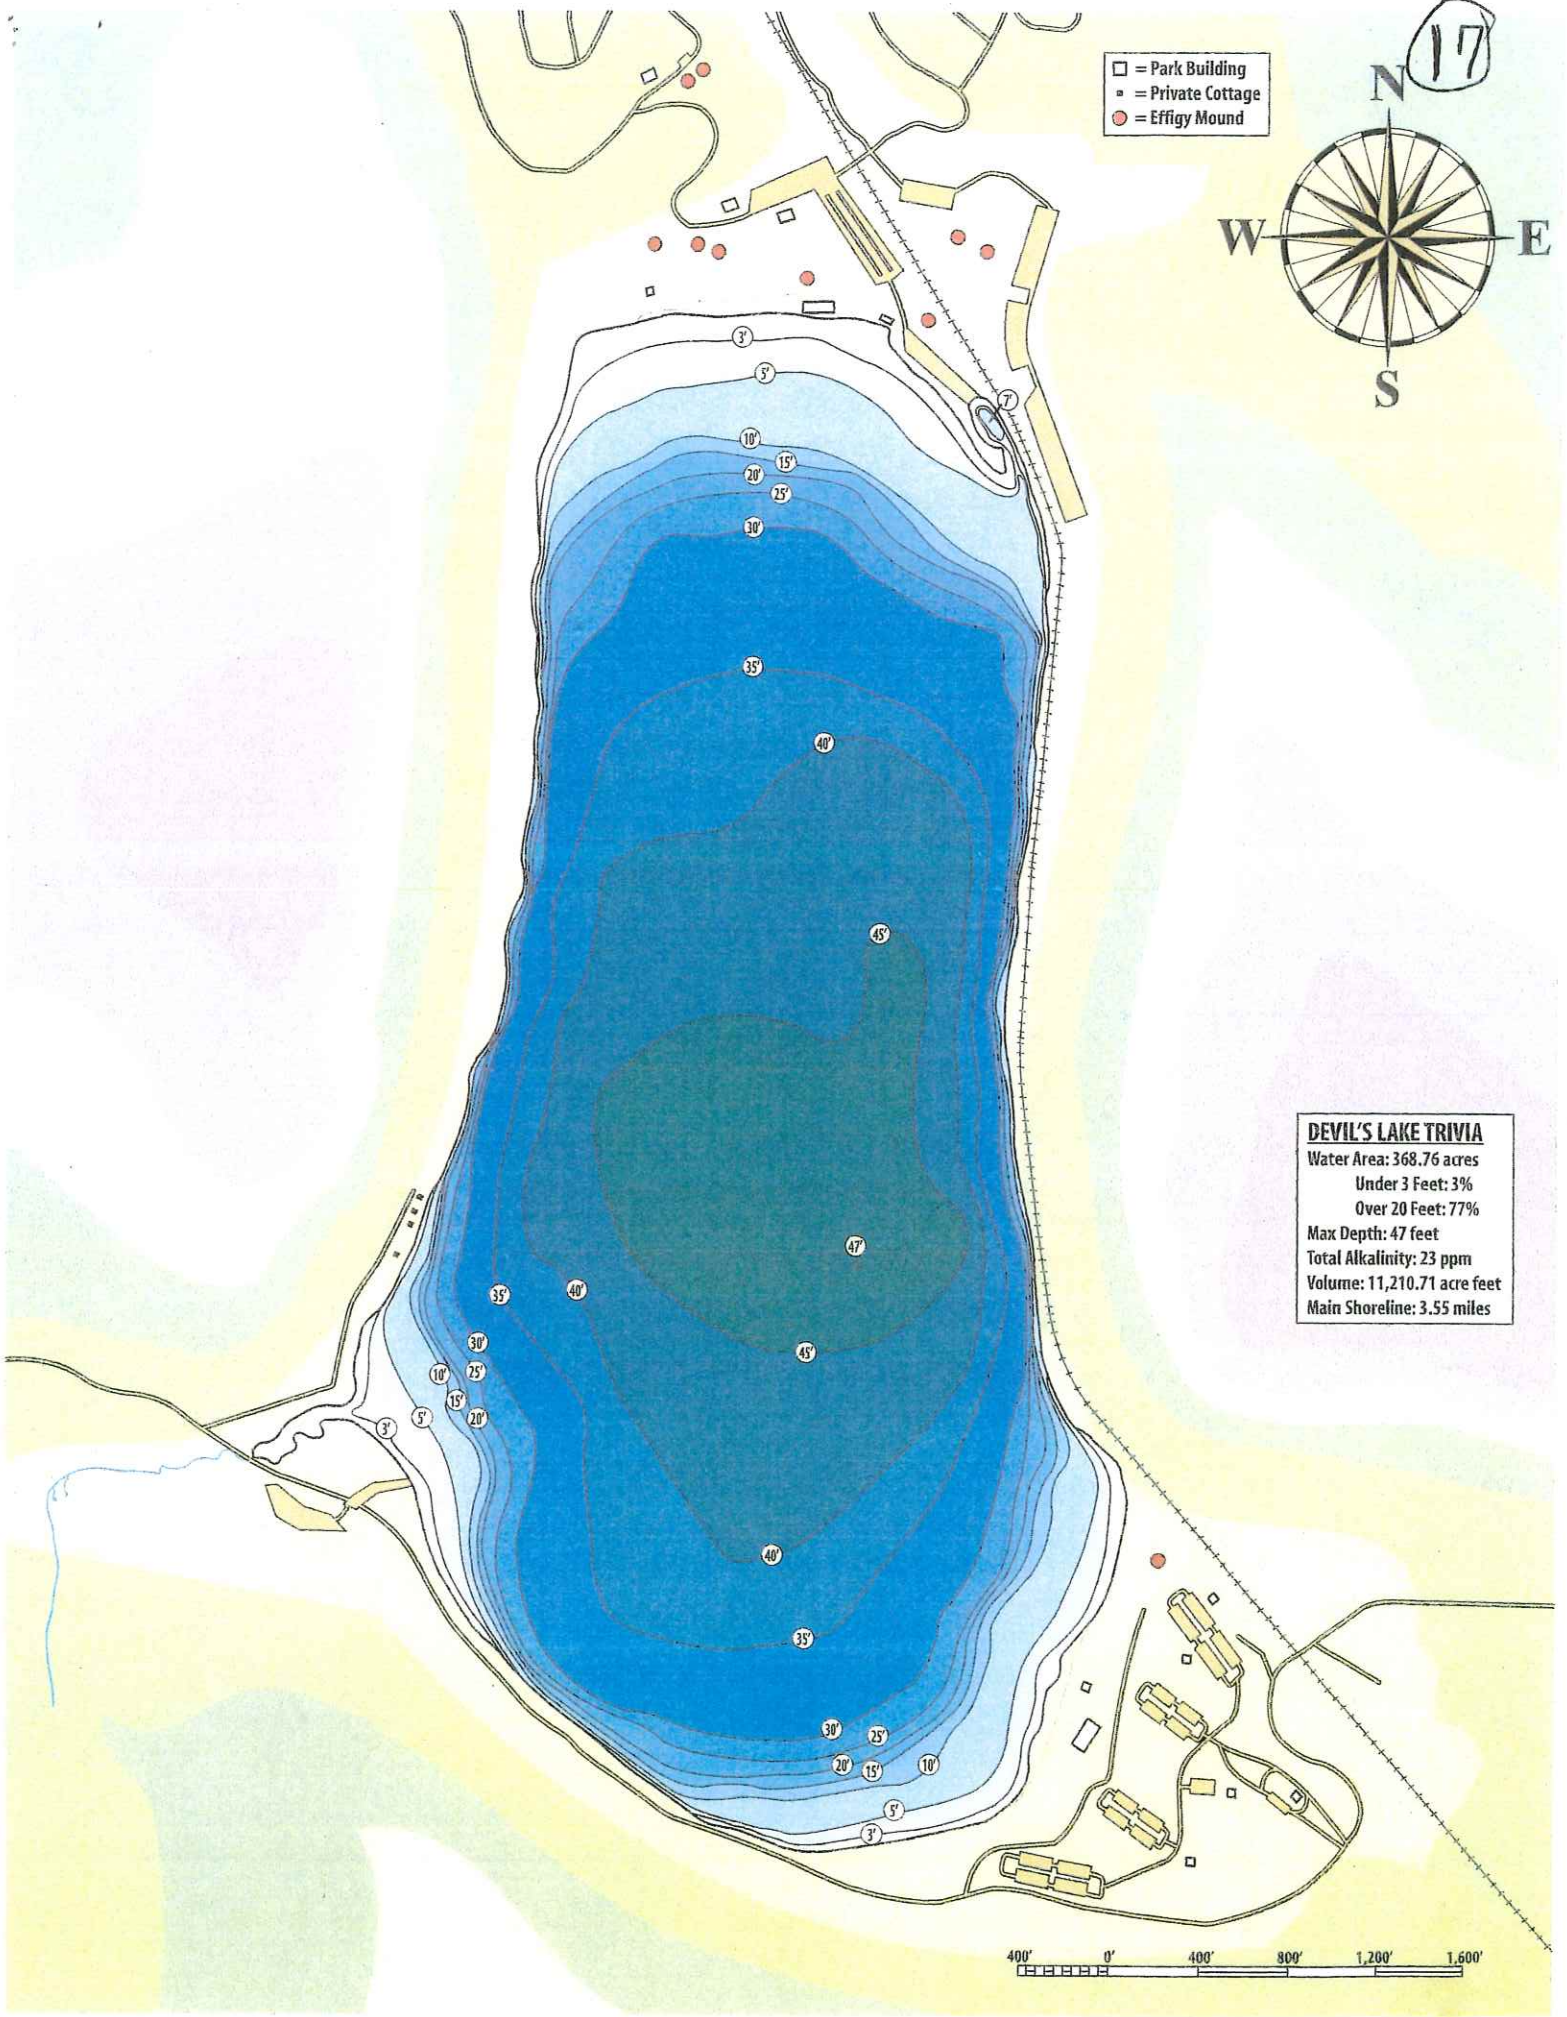 17
□ = Park Building
▫ = Private Cottage
= Effigy Mound
N
W
E
S
3'
5'
7'
10'
15'
20'
25'
30'
35'
40'
45'
47'
35'
40'
30'
45'
10'
25'
15'
5'
20'
3'
40'
35'
30'
25'
20'
15'
10'
5'
3'
DEVIL'S LAKE TRIVIA
Water Area: 368.76 acres
Under 3 Feet: 3%
Over 20 Feet: 77%
Max Depth: 47 feet
Total Alkalinity: 23 ppm
Volume: 11,210.71 acre feet
Main Shoreline: 3.55 miles
400' 0' 400' 800' 1,200' 1,600'